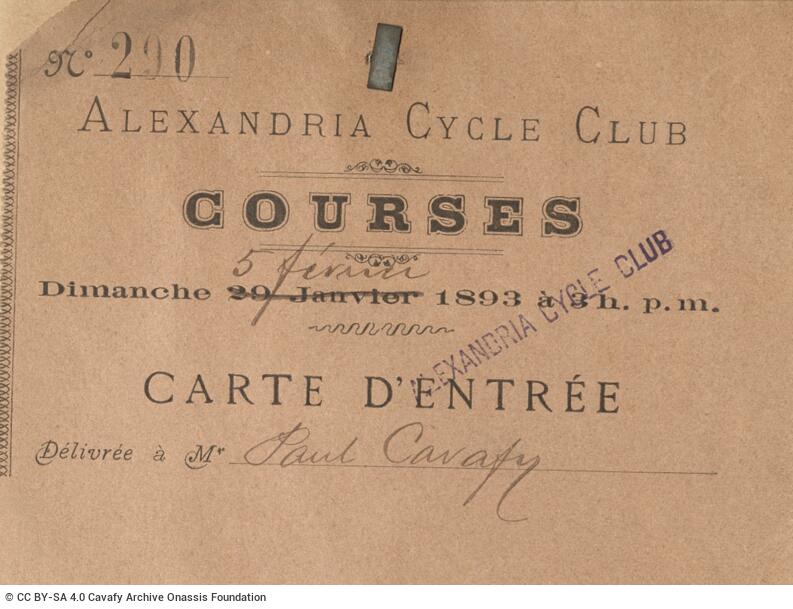 Nº 290
ALEXANDRIA CYCLE CLUB
COURSES
5 février
Dimanche 29 Janvier 1893 à 3 h. p. m.
ALEXANDRIA CYCLE CLUB
CARTE D'ENTRÉE
Délivrée à Mr Paul Cavafy
© CC BY-SA 4.0 Cavafy Archive Onassis Foundation